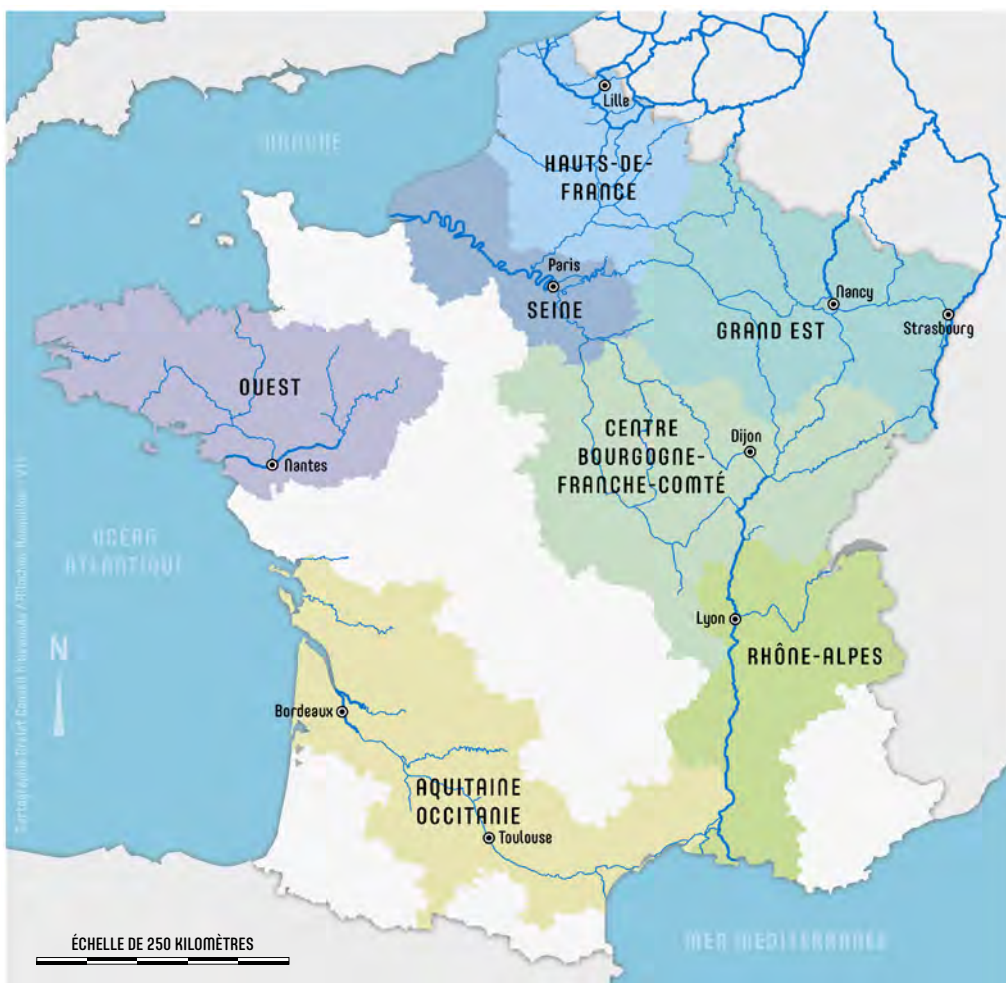 Lille
MANCHE
HAUTS-DE-
FRANCE
Paris
SEINE
Nancy
GRAND EST
Strasbourg
OUEST
Nantes
CENTRE
BOURGOGNE-
FRANCHE-COMTÉ
Dijon
OCÉAN
ATLANTIQUE
Lyon
RHÔNE-ALPES
N
Bordeaux
AQUITAINE
OCCITANIE
Toulouse
MER MÉDITERRANÉE
ÉCHELLE DE 250 KILOMÈTRES